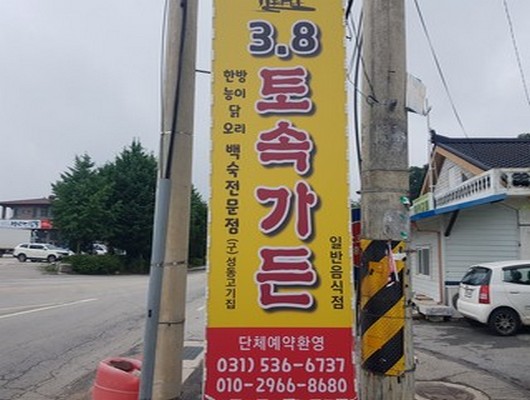 3.8
토속가든
한방
능이
닭
오리
백숙전문점
(구)성동고기집
일반음식점
단체예약환영
031) 536-6737
010-2966-8680